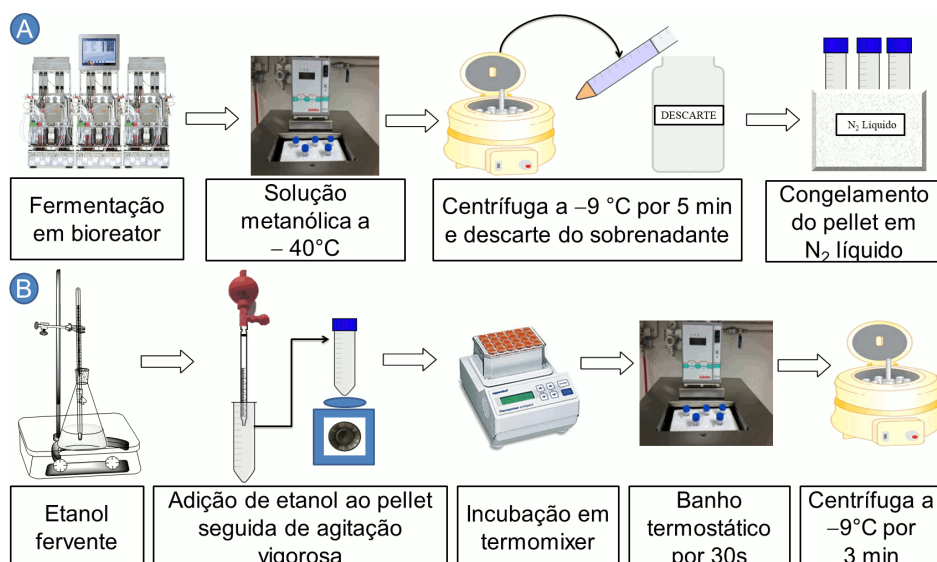 A
DESCARTE
N₂ Líquido
Fermentação
em bioreator
Solução
metanólica a
– 40°C
Centrífuga a –9 °C por 5 min
e descarte do sobrenadante
Congelamento
do pellet em
N₂ líquido
B
Etanol
fervente
Adição de etanol ao pellet
seguida de agitação
vigorosa
Incubação em
termomixer
Banho
termostático
por 30s
Centrífuga a
–9°C por
3 min